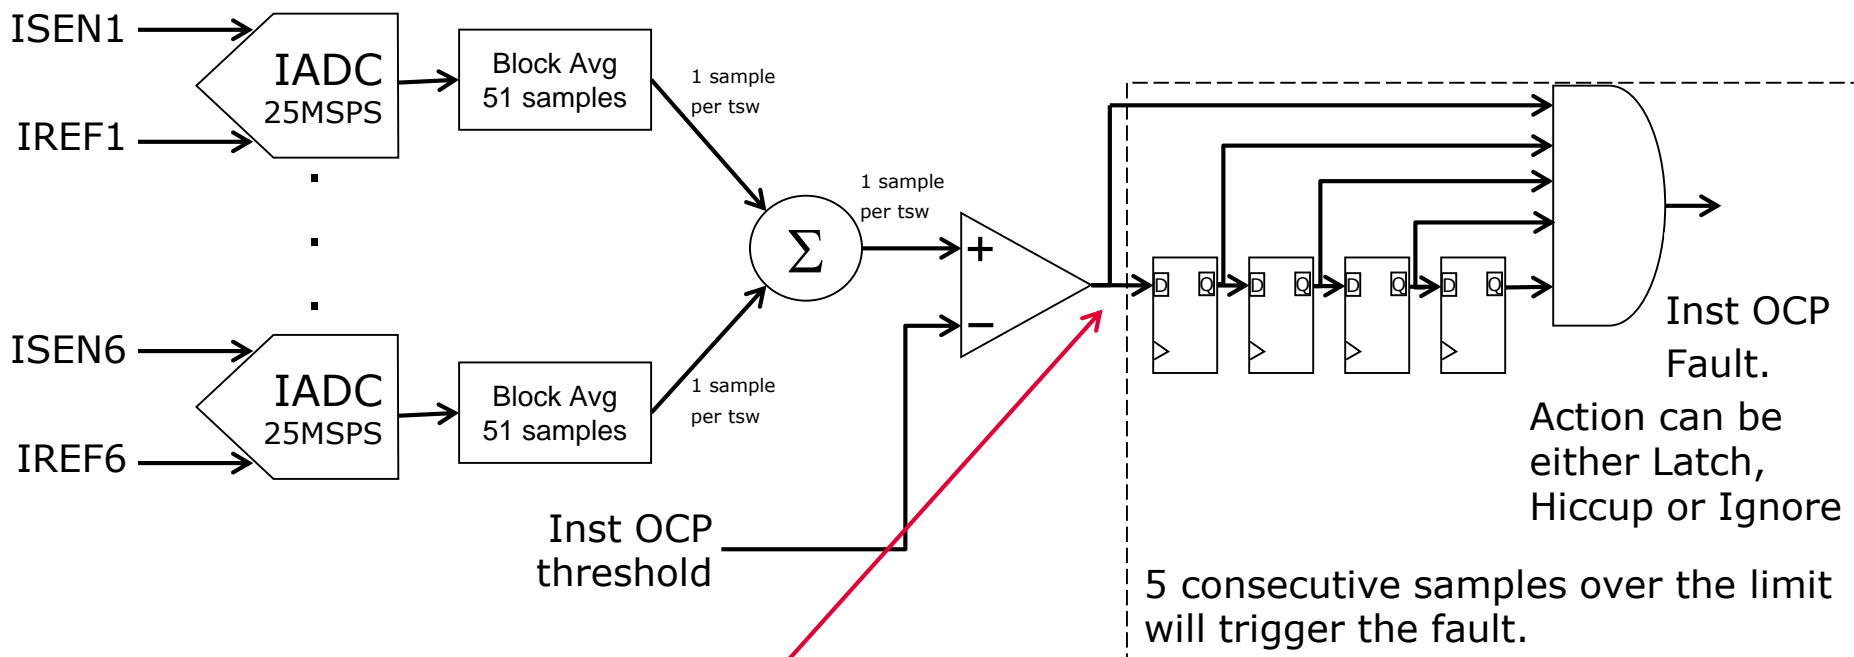 ISEN1
IADC
25MSPS
IREF1
Block Avg
51 samples
1 sample
per tsw
.
.
.
ISEN6
IADC
25MSPS
IREF6
Block Avg
51 samples
1 sample
per tsw
Σ
1 sample
per tsw
+
−
Inst OCP
threshold
D Q D Q D Q D Q
Inst OCP
Fault.
Action can be
either Latch,
Hiccup or Ignore
5 consecutive samples over the limit
will trigger the fault.